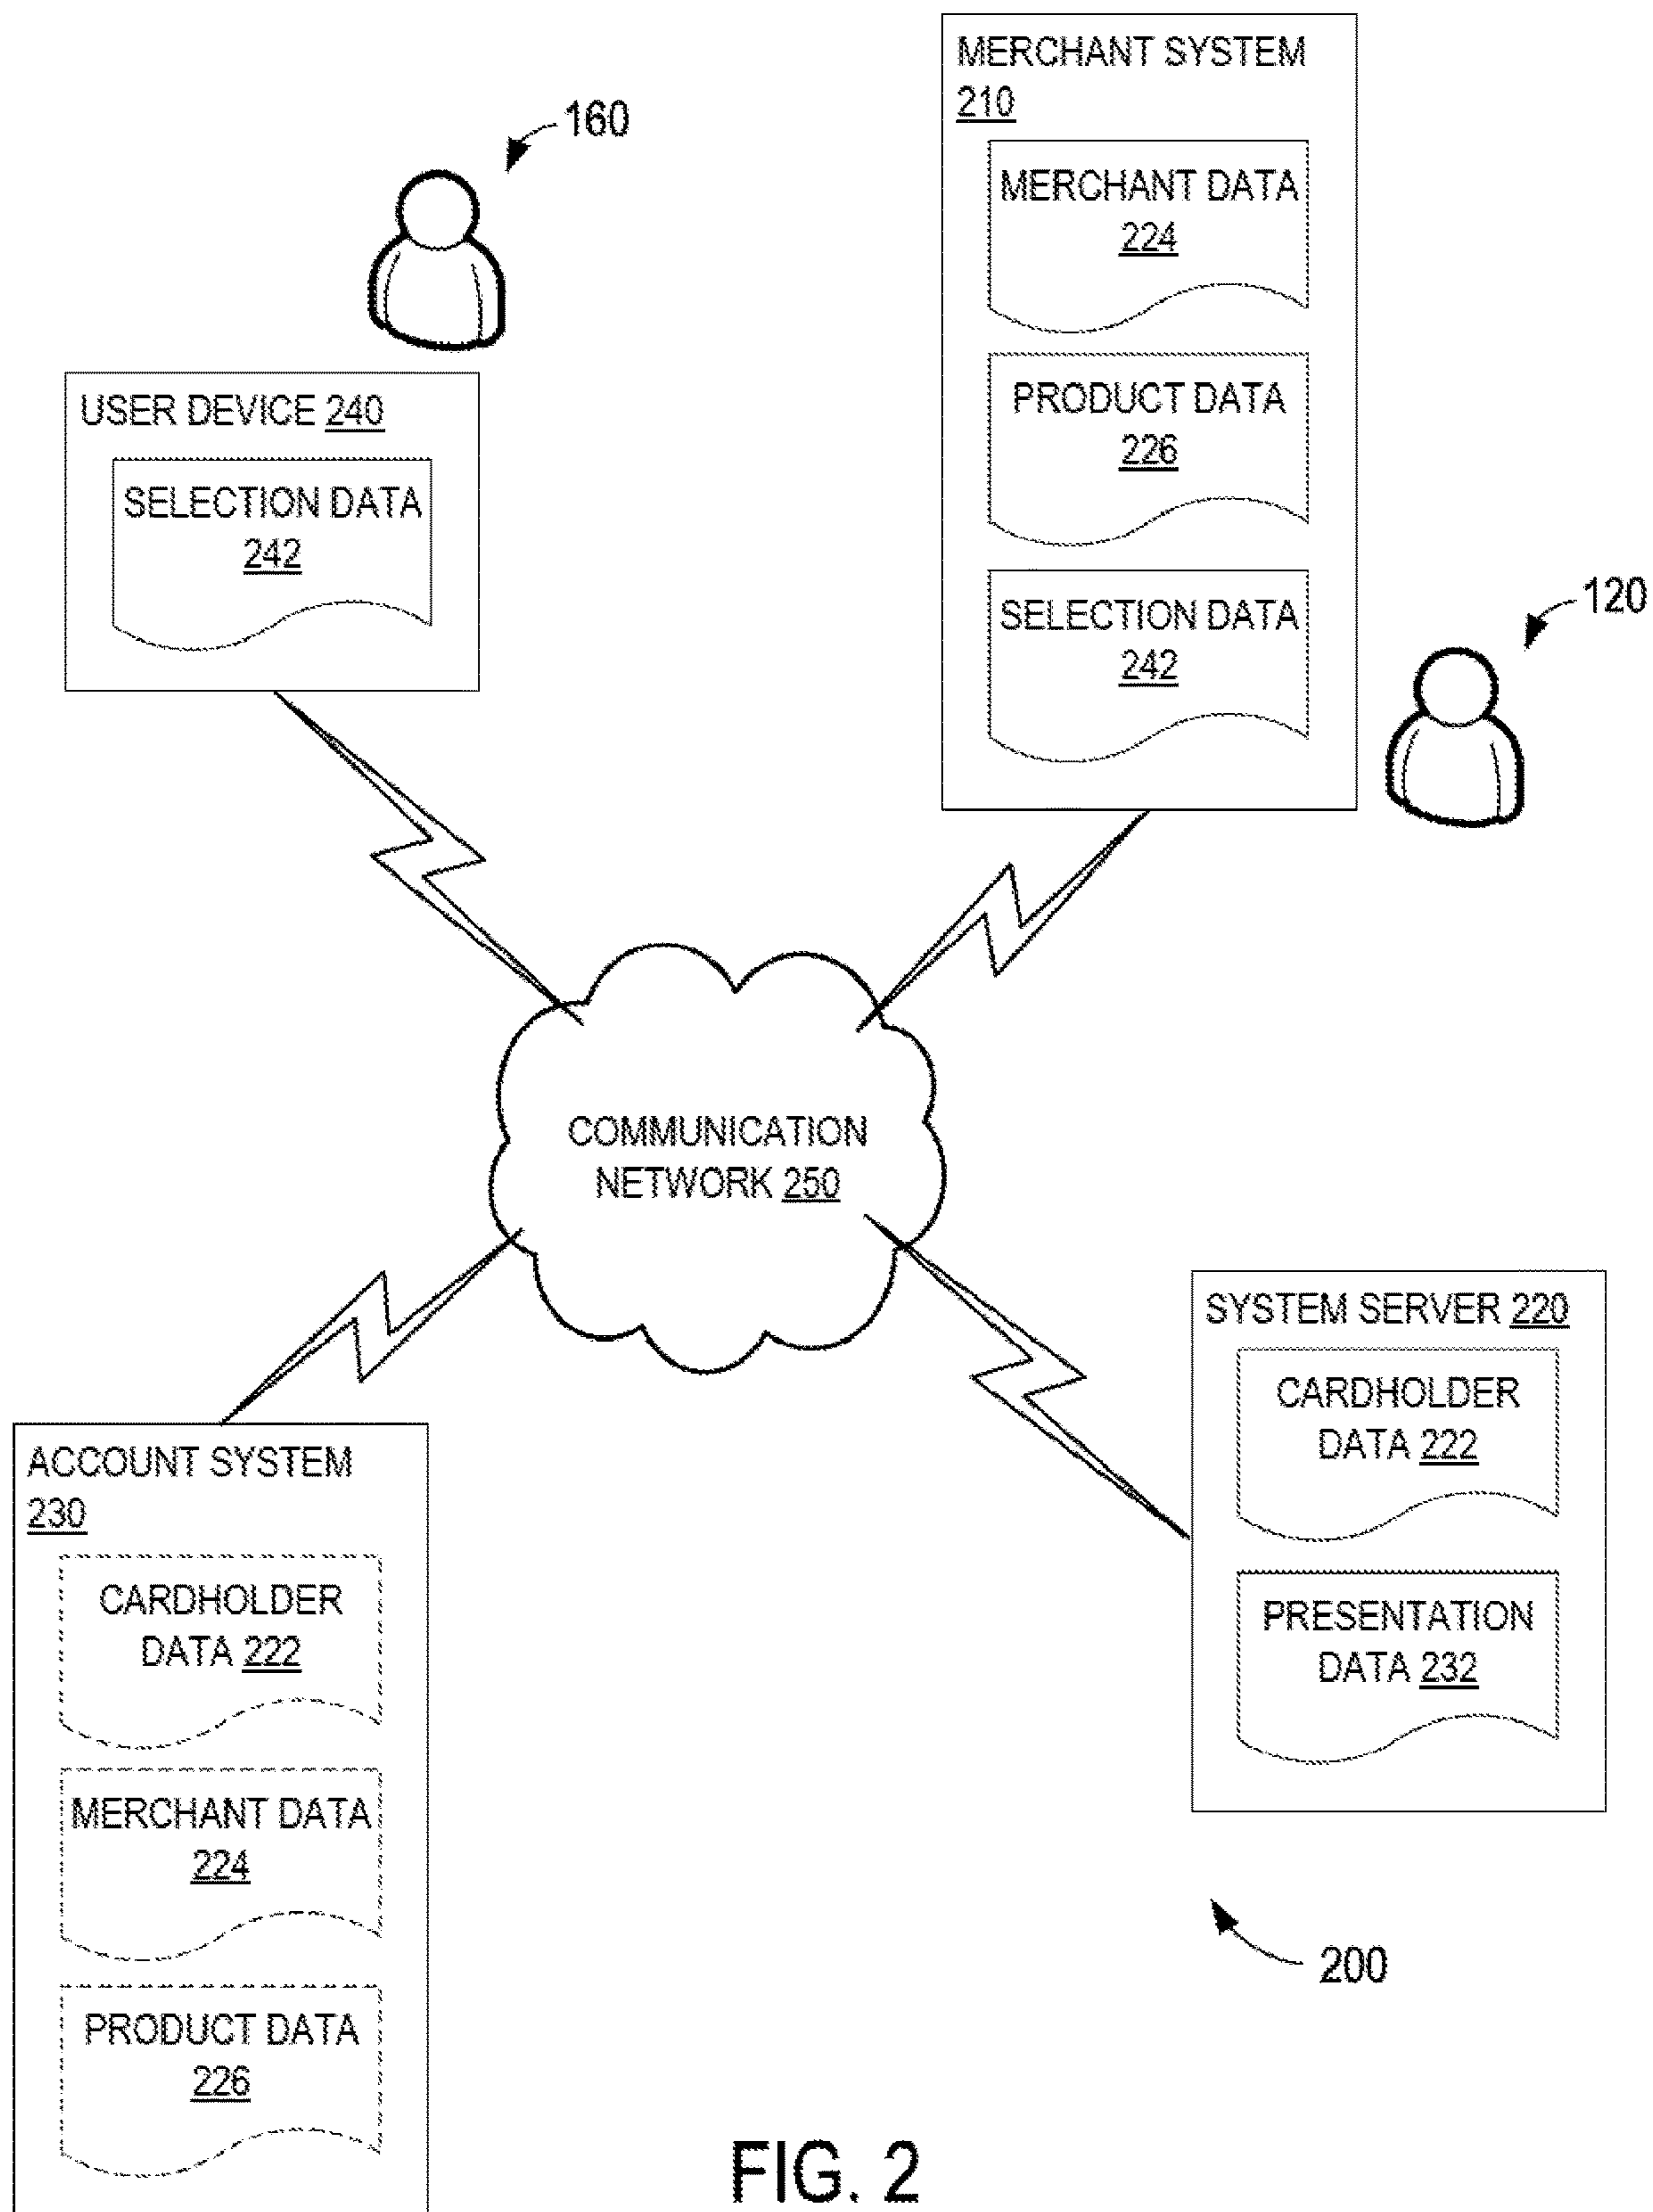 MERCHANT SYSTEM
210
MERCHANT DATA
224
PRODUCT DATA
226
SELECTION DATA
242
160
USER DEVICE 240
SELECTION DATA
242
120
COMMUNICATION
NETWORK 250
SYSTEM SERVER 220
CARDHOLDER
DATA 222
PRESENTATION
DATA 232
ACCOUNT SYSTEM
230
CARDHOLDER
DATA 222
MERCHANT DATA
224
PRODUCT DATA
226
200
FIG. 2